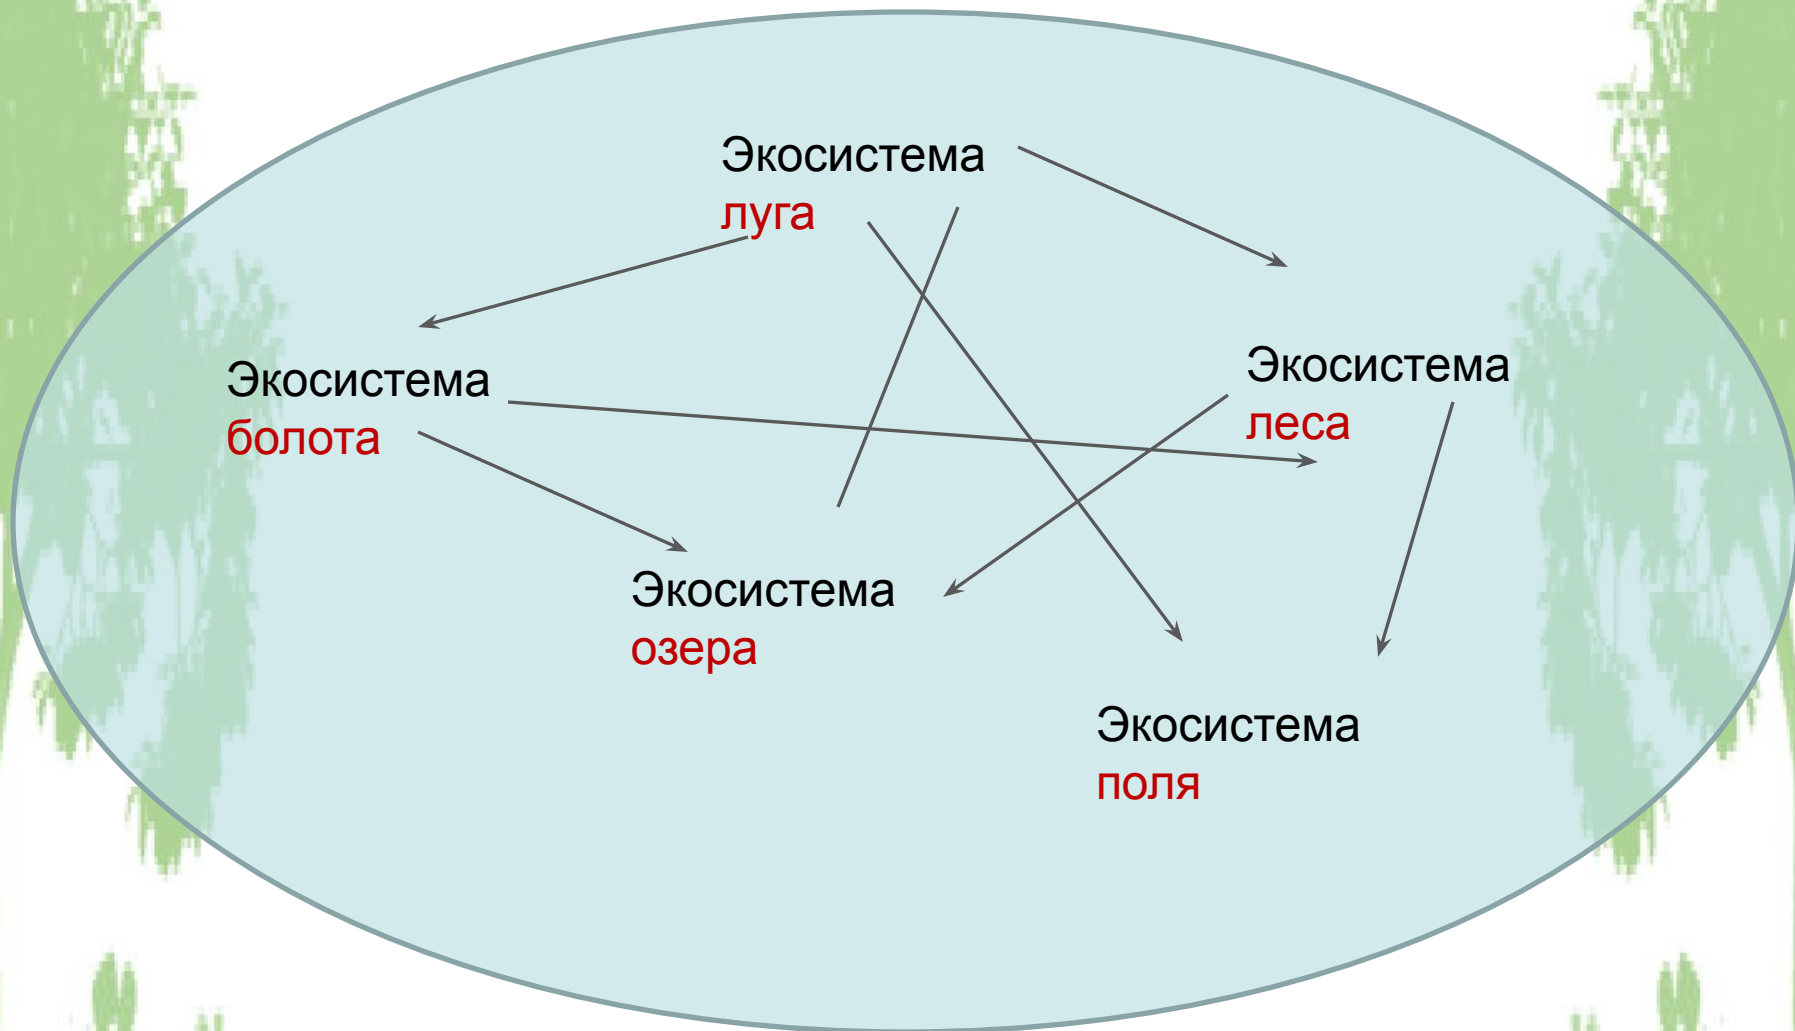 Экосистема
луга
Экосистема
болота
Экосистема
леса
Экосистема
озера
Экосистема
поля